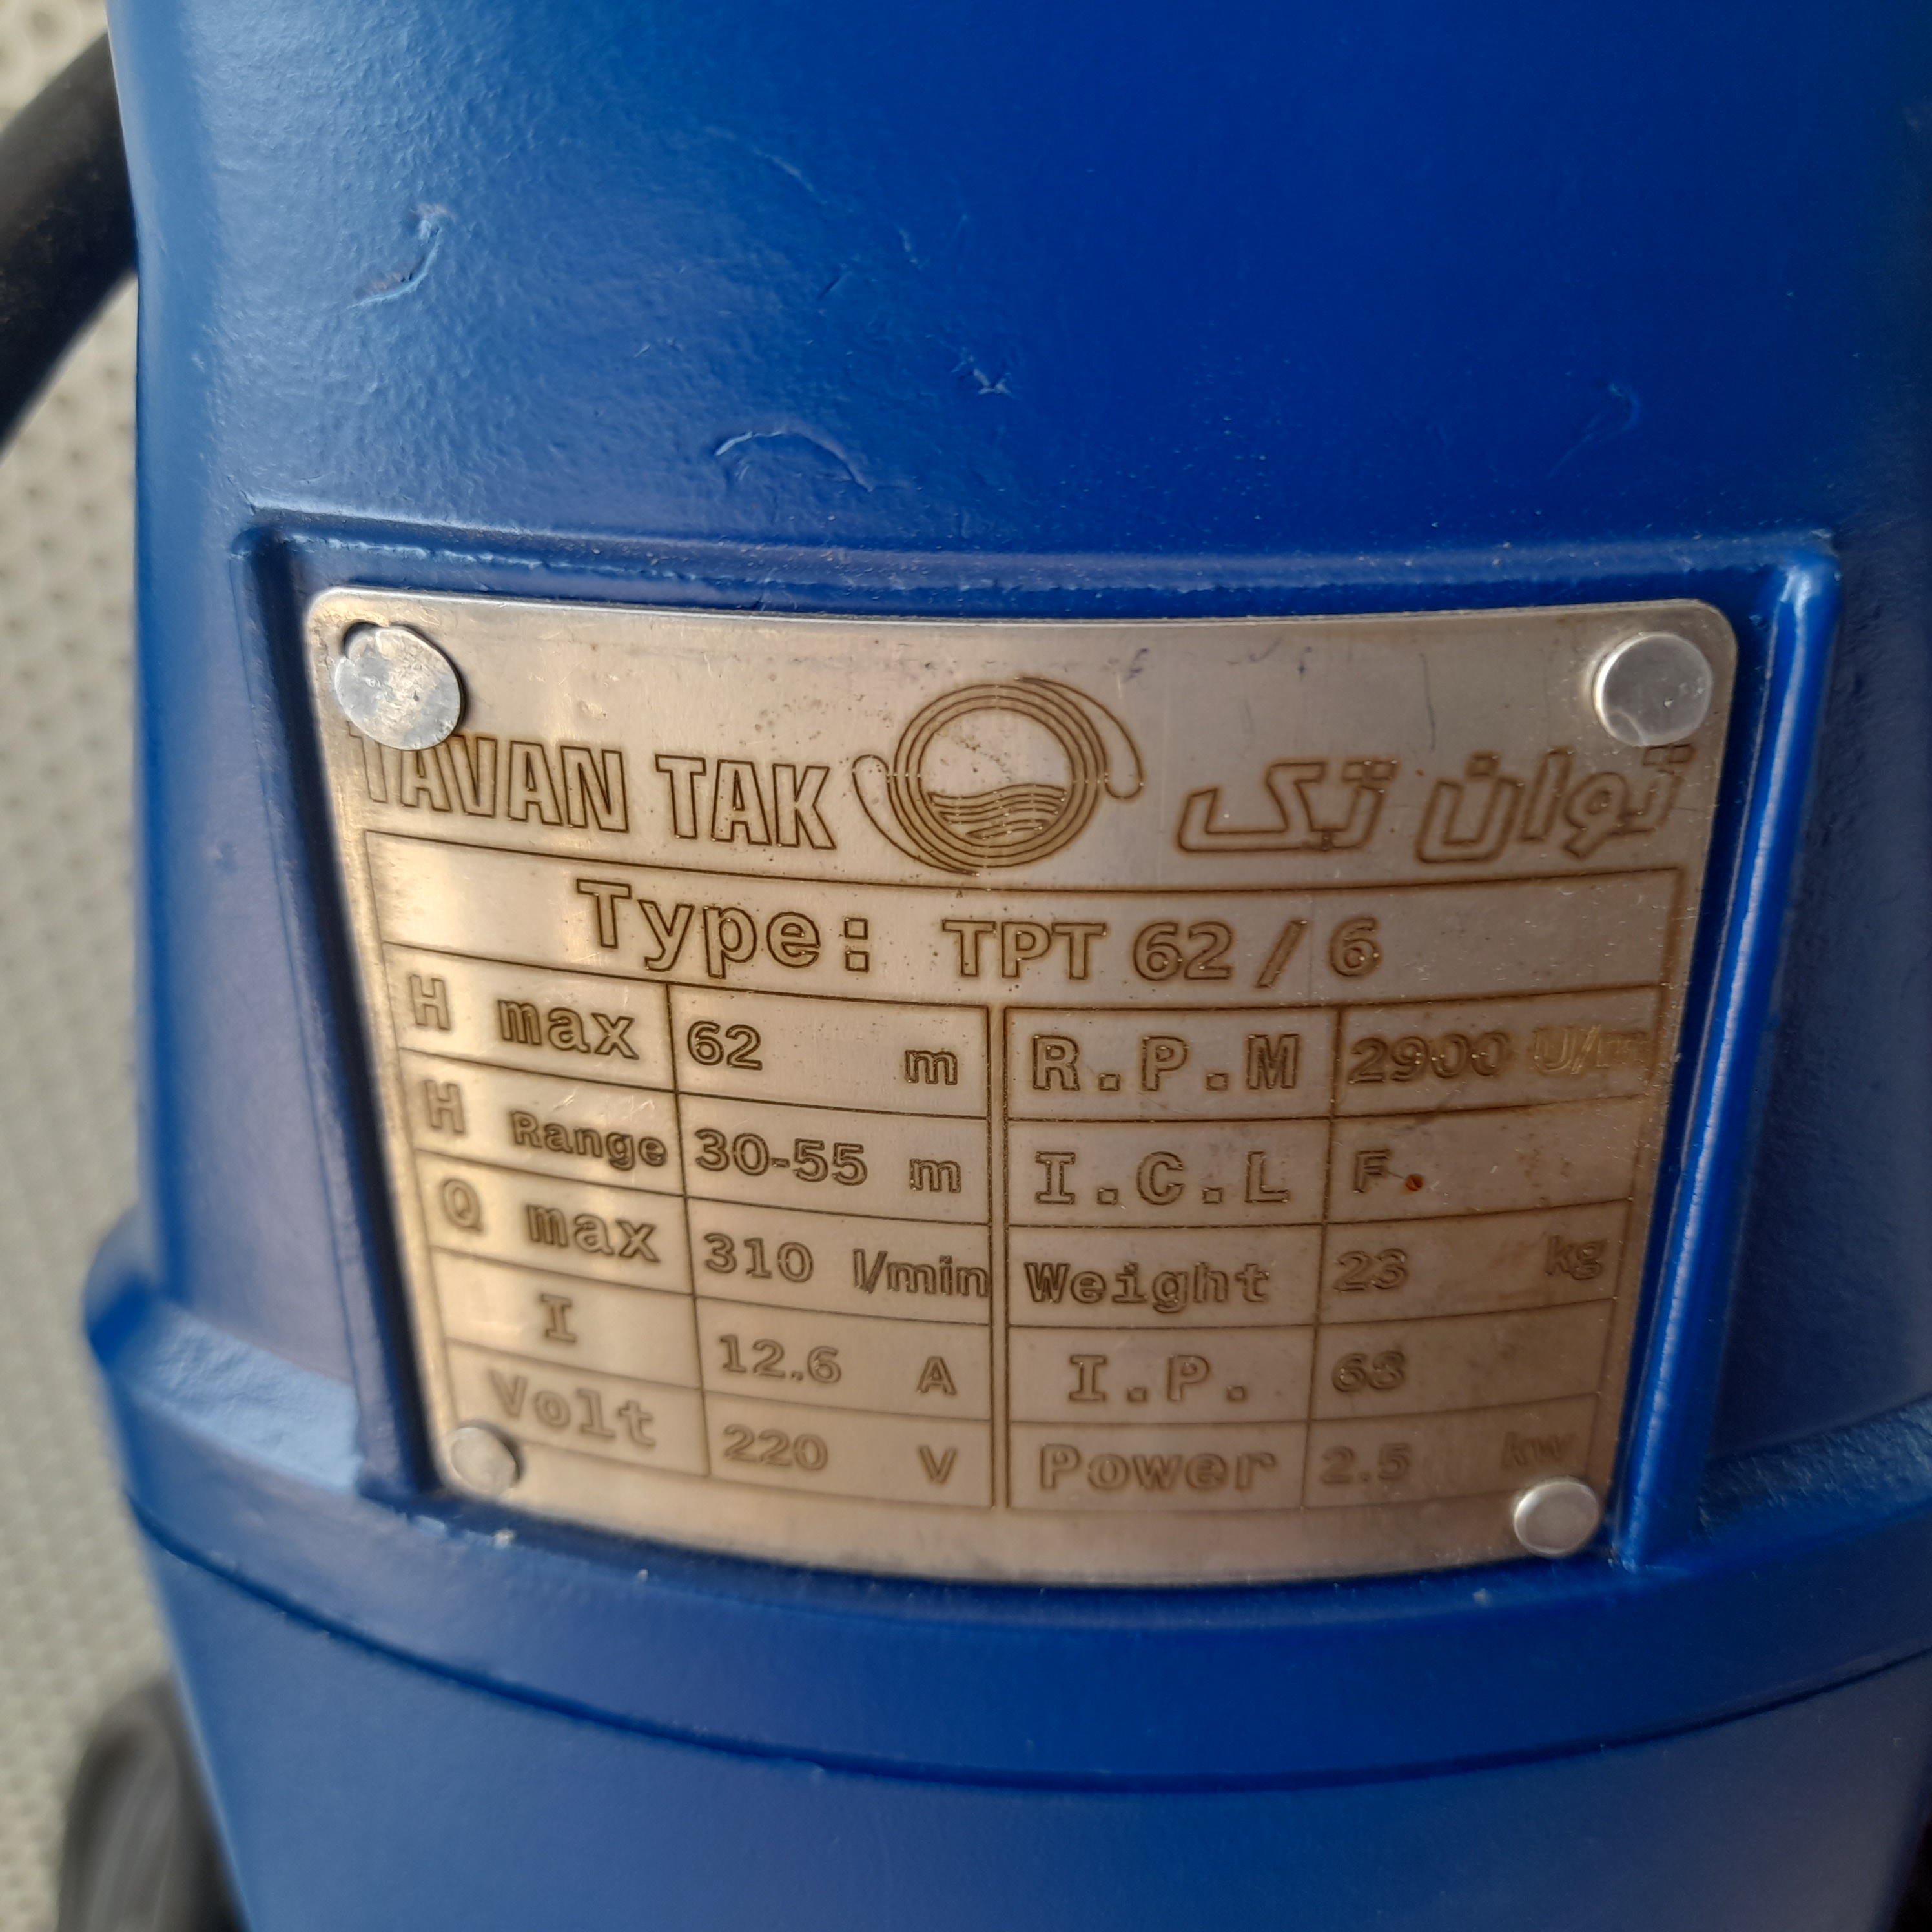 TAVAN TAK توان تک
Type: TPT 62 / 6
H max 62 m R.P.M 2900
H Range 30-55 m I.C.L F.
Q max 310 l/min Weight 23 kg
I 12.6 A I.P. 68
Volt 220 V Power 2.5 kw